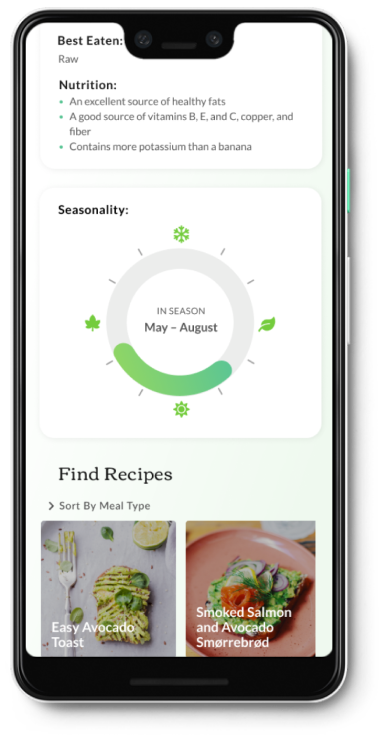 Best Eaten:
Raw
Nutrition:
An excellent source of healthy fats
A good source of vitamins B, E, and C, copper, and
fiber
Contains more potassium than a banana
Seasonality:
IN SEASON
May – August
Find Recipes
Sort By Meal Type
Easy Avocado
Toast
Smoked Salmon
and Avocado
Smørrebrød